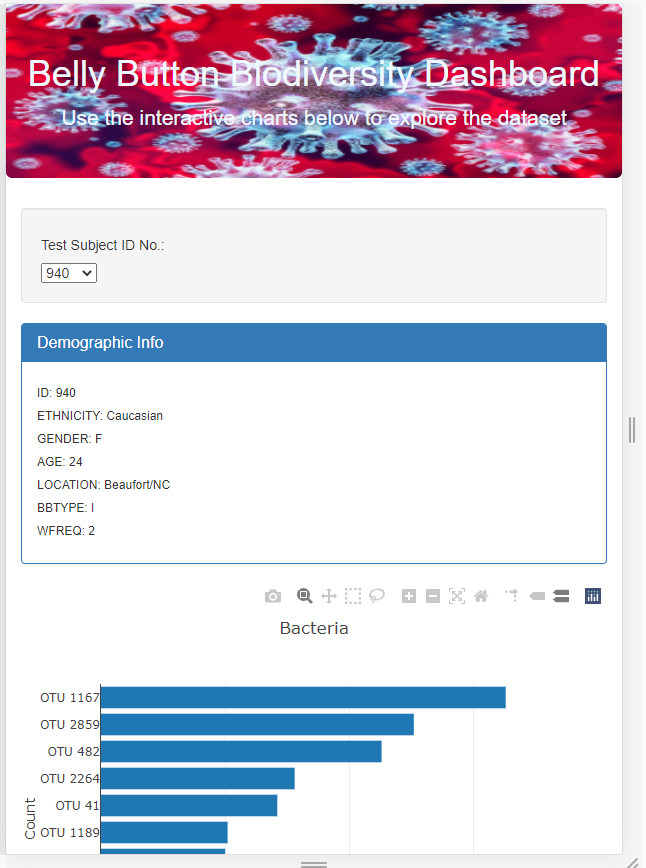 Belly Button Biodiversity Dashboard
Use the interactive charts below to explore the dataset
Test Subject ID No.:
940
Demographic Info
ID: 940
ETHNICITY: Caucasian
GENDER: F
AGE: 24
LOCATION: Beaufort/NC
BBTYPE: I
WFREQ: 2
Bacteria
OTU 1167
OTU 2859
OTU 482
OTU 2264
OTU 41
OTU 1189
Count